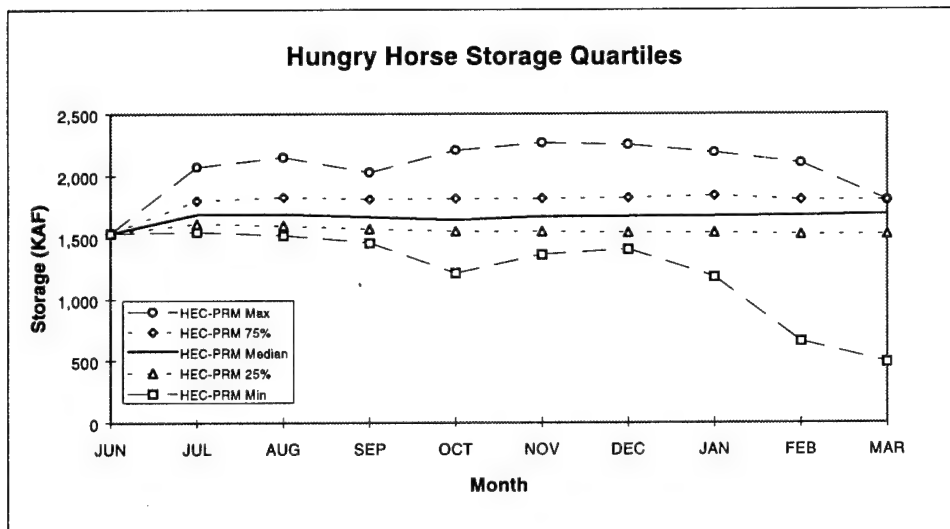 Hungry Horse Storage Quartiles
2,500
2,000
1,500
1,000
500
0
Storage (KAF)
HEC-PRM Max
HEC-PRM 75%
HEC-PRM Median
HEC-PRM 25%
HEC-PRM Min
JUN JUL AUG SEP OCT NOV DEC JAN FEB MAR
Month